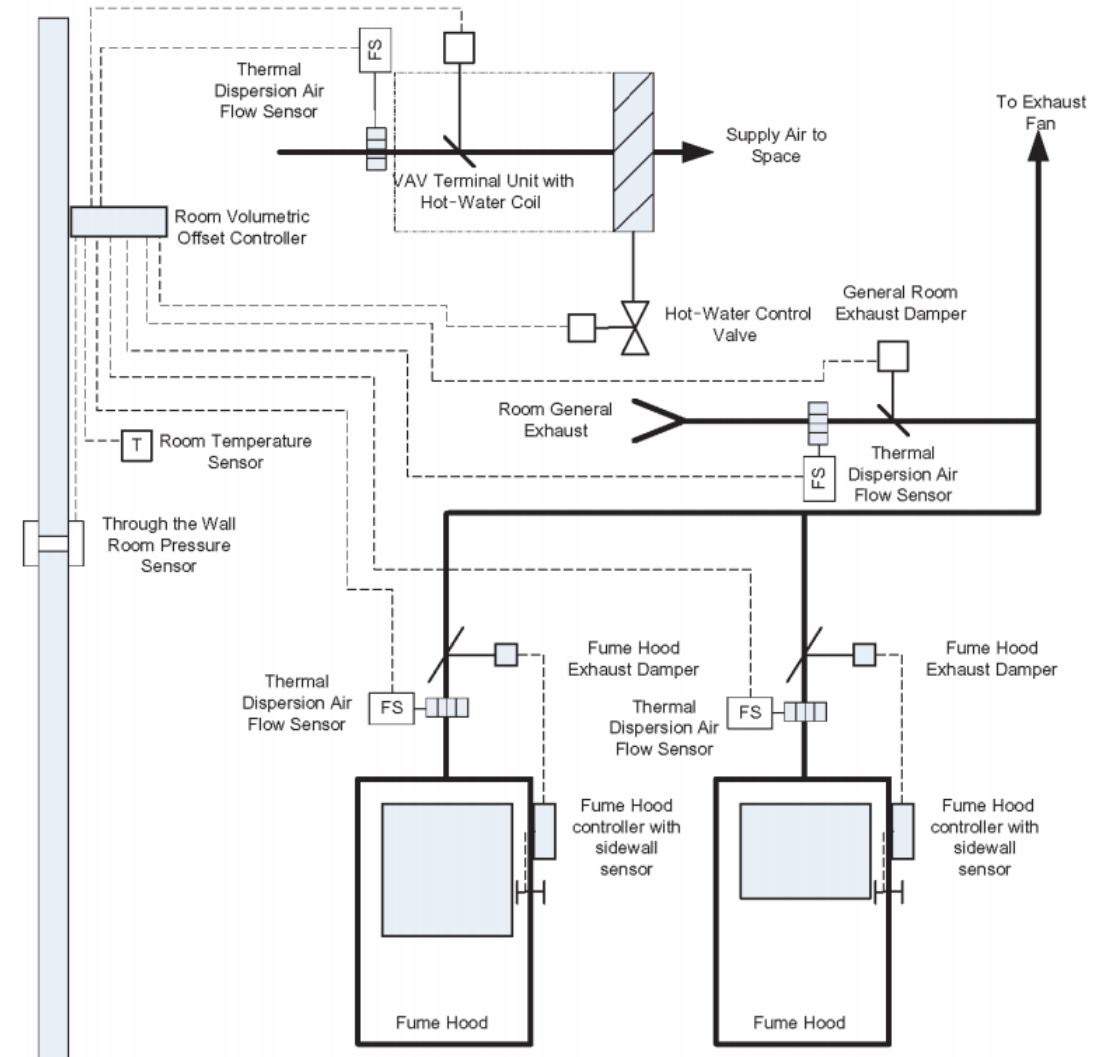 FS
Thermal
Dispersion Air
Flow Sensor
To Exhaust
Fan
Supply Air to
Space
VAV Terminal Unit with
Hot-Water Coil
Room Volumetric
Offset Controller
General Room
Exhaust Damper
Hot-Water Control
Valve
Room General
Exhaust
T
Room Temperature
Sensor
FS
Thermal
Dispersion Air
Flow Sensor
Through the Wall
Room Pressure
Sensor
Fume Hood
Exhaust Damper
Fume Hood
Exhaust Damper
Thermal
Dispersion Air
Flow Sensor
FS
Thermal
Dispersion Air
Flow Sensor
FS
Fume Hood
controller with
sidewall
sensor
Fume Hood
controller with
sidewall
sensor
Fume Hood
Fume Hood